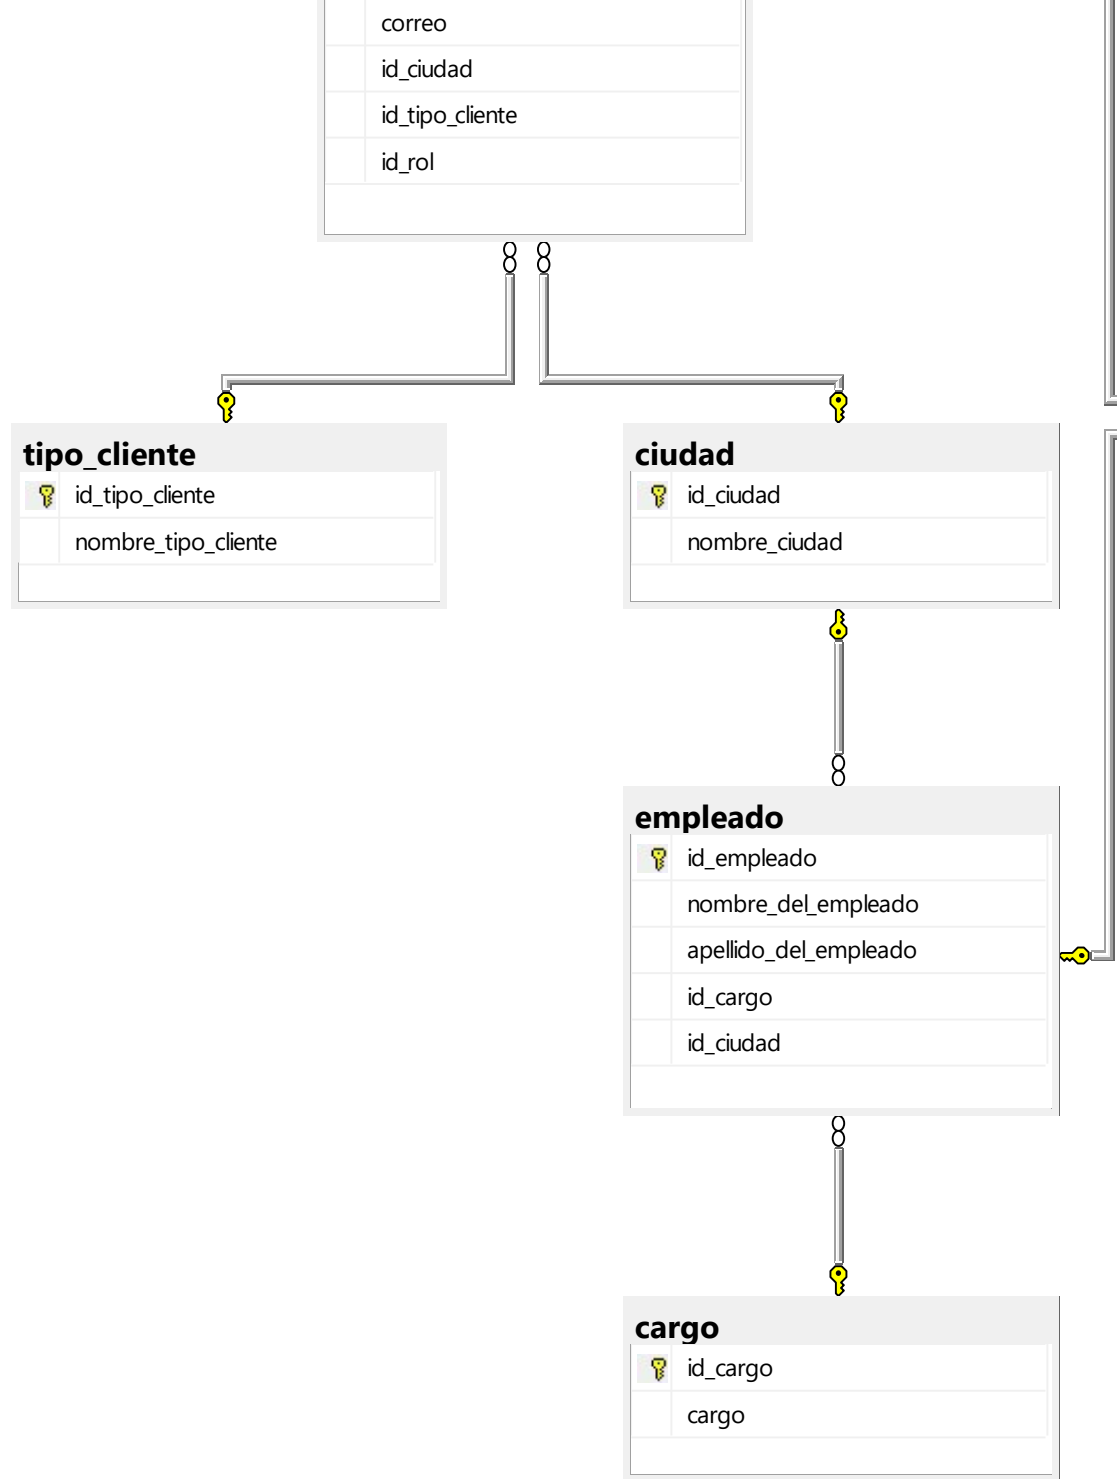 correo
id_ciudad
id_tipo_cliente
id_rol
tipo_cliente
id_tipo_cliente
nombre_tipo_cliente
ciudad
id_ciudad
nombre_ciudad
empleado
id_empleado
nombre_del_empleado
apellido_del_empleado
id_cargo
id_ciudad
cargo
id_cargo
cargo